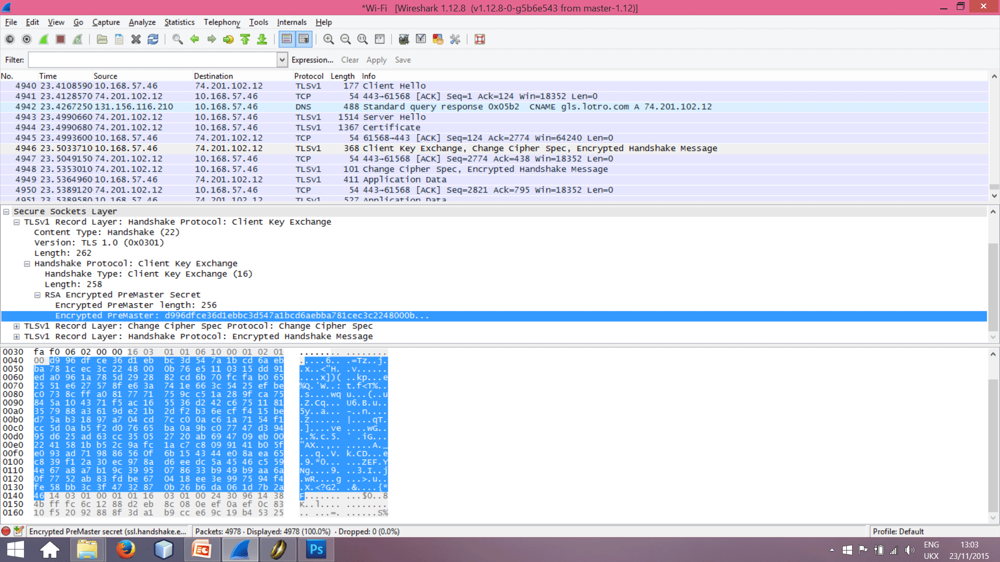 *Wi-Fi   [Wireshark 1.12.8  (v1.12.8-0-g5b6e543 from master-1.12)]
File Edit View Go Capture Analyze Statistics Telephony Tools Internals Help
Filter: Expression... Clear Apply Save
No. Time Source Destination Protocol Length Info
4940 23.4108590 10.168.57.46 74.201.102.12 TLSv1 177 Client Hello
4941 23.4128570 74.201.102.12 10.168.57.46 TCP 54 443→61568 [ACK] Seq=1 Ack=124 Win=18352 Len=0
4942 23.4267250 131.156.116.210 10.168.57.46 DNS 488 Standard query response 0x05b2  CNAME gls.lotro.com A 74.201.102.12
4943 23.4990660 74.201.102.12 10.168.57.46 TLSv1 1514 Server Hello
4944 23.4990680 74.201.102.12 10.168.57.46 TLSv1 1367 Certificate
4945 23.4993600 10.168.57.46 74.201.102.12 TCP 54 61568→443 [ACK] Seq=124 Ack=2774 Win=64240 Len=0
4946 23.5033710 10.168.57.46 74.201.102.12 TLSv1 368 Client Key Exchange, Change Cipher Spec, Encrypted Handshake Message
4947 23.5049150 74.201.102.12 10.168.57.46 TCP 54 443→61568 [ACK] Seq=2774 Ack=438 Win=18352 Len=0
4948 23.5353010 74.201.102.12 10.168.57.46 TLSv1 101 Change Cipher Spec, Encrypted Handshake Message
4949 23.5364960 10.168.57.46 74.201.102.12 TLSv1 411 Application Data
4950 23.5389120 74.201.102.12 10.168.57.46 TCP 54 443→61568 [ACK] Seq=2821 Ack=795 Win=18352 Len=0
4951 23.5389580 10.168.57.46 74.201.102.12 TLSv1 527 Application Data
Secure Sockets Layer
TLSv1 Record Layer: Handshake Protocol: Client Key Exchange
Content Type: Handshake (22)
Version: TLS 1.0 (0x0301)
Length: 262
Handshake Protocol: Client Key Exchange
Handshake Type: Client Key Exchange (16)
Length: 258
RSA Encrypted PreMaster Secret
Encrypted PreMaster length: 256
Encrypted PreMaster: d996dfce36d1ebbc3d547a1bcd6aebba781cec3c2248000b...
TLSv1 Record Layer: Change Cipher Spec Protocol: Change Cipher Spec
TLSv1 Record Layer: Handshake Protocol: Encrypted Handshake Message
0030 fa f0 06 02 00 00 16 03 01 01 06 10 00 01 02 01 ........ ........
0040 00 d9 96 df ce 36 d1 eb bc 3d 54 7a 1b cd 6a eb .....6.. .=Tz..j.
0050 ba 78 1c ec 3c 22 48 00 0b 76 e5 11 03 15 dd 91 .x..<"H. .v......
0060 ed a0 96 1a 78 5d 29 28 82 cd 6b 70 fc fa b0 65 ....x])( ..kp...e
0070 25 51 e6 27 57 8f e6 3a 74 1e 66 3c 54 25 ef be %Q.'W..: t.f<T%..
0080 c0 73 8c ff a0 81 77 71 75 9c c5 1a 28 9f ca 75 .s....wq u...(..u
0090 84 5a 10 43 71 f5 ac 16 55 36 d2 42 c6 75 11 81 .Z.Cq... U6.B.u..
00a0 35 79 88 a3 61 9d e2 1b 2d f2 b3 6e cf f4 15 be 5y..a... -..n....
00b0 d7 5a b3 18 97 a7 04 cd 7c c0 0a c6 1a 71 54 f1 .Z...... |....qT.
00c0 cc 5d 0a b5 f2 d0 76 65 ba 0a 9b c0 77 47 d3 94 .]....ve ....wG..
00d0 95 d6 25 ad 63 cc 35 05 27 20 ab 69 47 09 eb 00 ..%.c.5. ' .iG...
00e0 22 41 58 1b b5 2c 9a fc 1a c7 c8 09 91 41 b0 5f "AX..,.. .....A._
00f0 e0 93 ad 71 98 86 56 0f 6b 15 43 44 e0 8a ea 65 ...q..V. k.CD...e
0100 c8 39 f1 2a 30 ec 97 8a d6 ee dc 5a 45 46 c5 59 .9.*0... ...ZEF.Y
0110 4e 67 a8 a7 b1 9c 39 95 07 86 33 b9 49 b9 aa 6a Ng....9. ..3.I..j
0120 0f 77 52 ab 83 fd be 67 04 18 ee 3e 99 75 94 f4 .wR....g ...>.u..
0130 fe 58 bb 3c 3f 47 32 87 0b 26 b6 da 06 1d 7b 2a .X.<?G2. .&....{*
0140 46 14 03 01 00 01 01 16 03 01 00 24 30 96 14 38 F....... ...$0..8
0150 4b ff fc 6c 12 88 d2 eb 8c 08 0e ef 0a ef 0c 83 K..l.... ........
0160 10 f5 20 92 88 8f 3d a1 b9 cc e6 9c 19 b4 53 25 .. ...=. ......S%
Encrypted PreMaster secret (ssl.handshake.e... Packets: 4978 · Displayed: 4978 (100.0%) · Dropped: 0 (0.0%) Profile: Default
Ps
ENG 13:03
UKX 23/11/2015